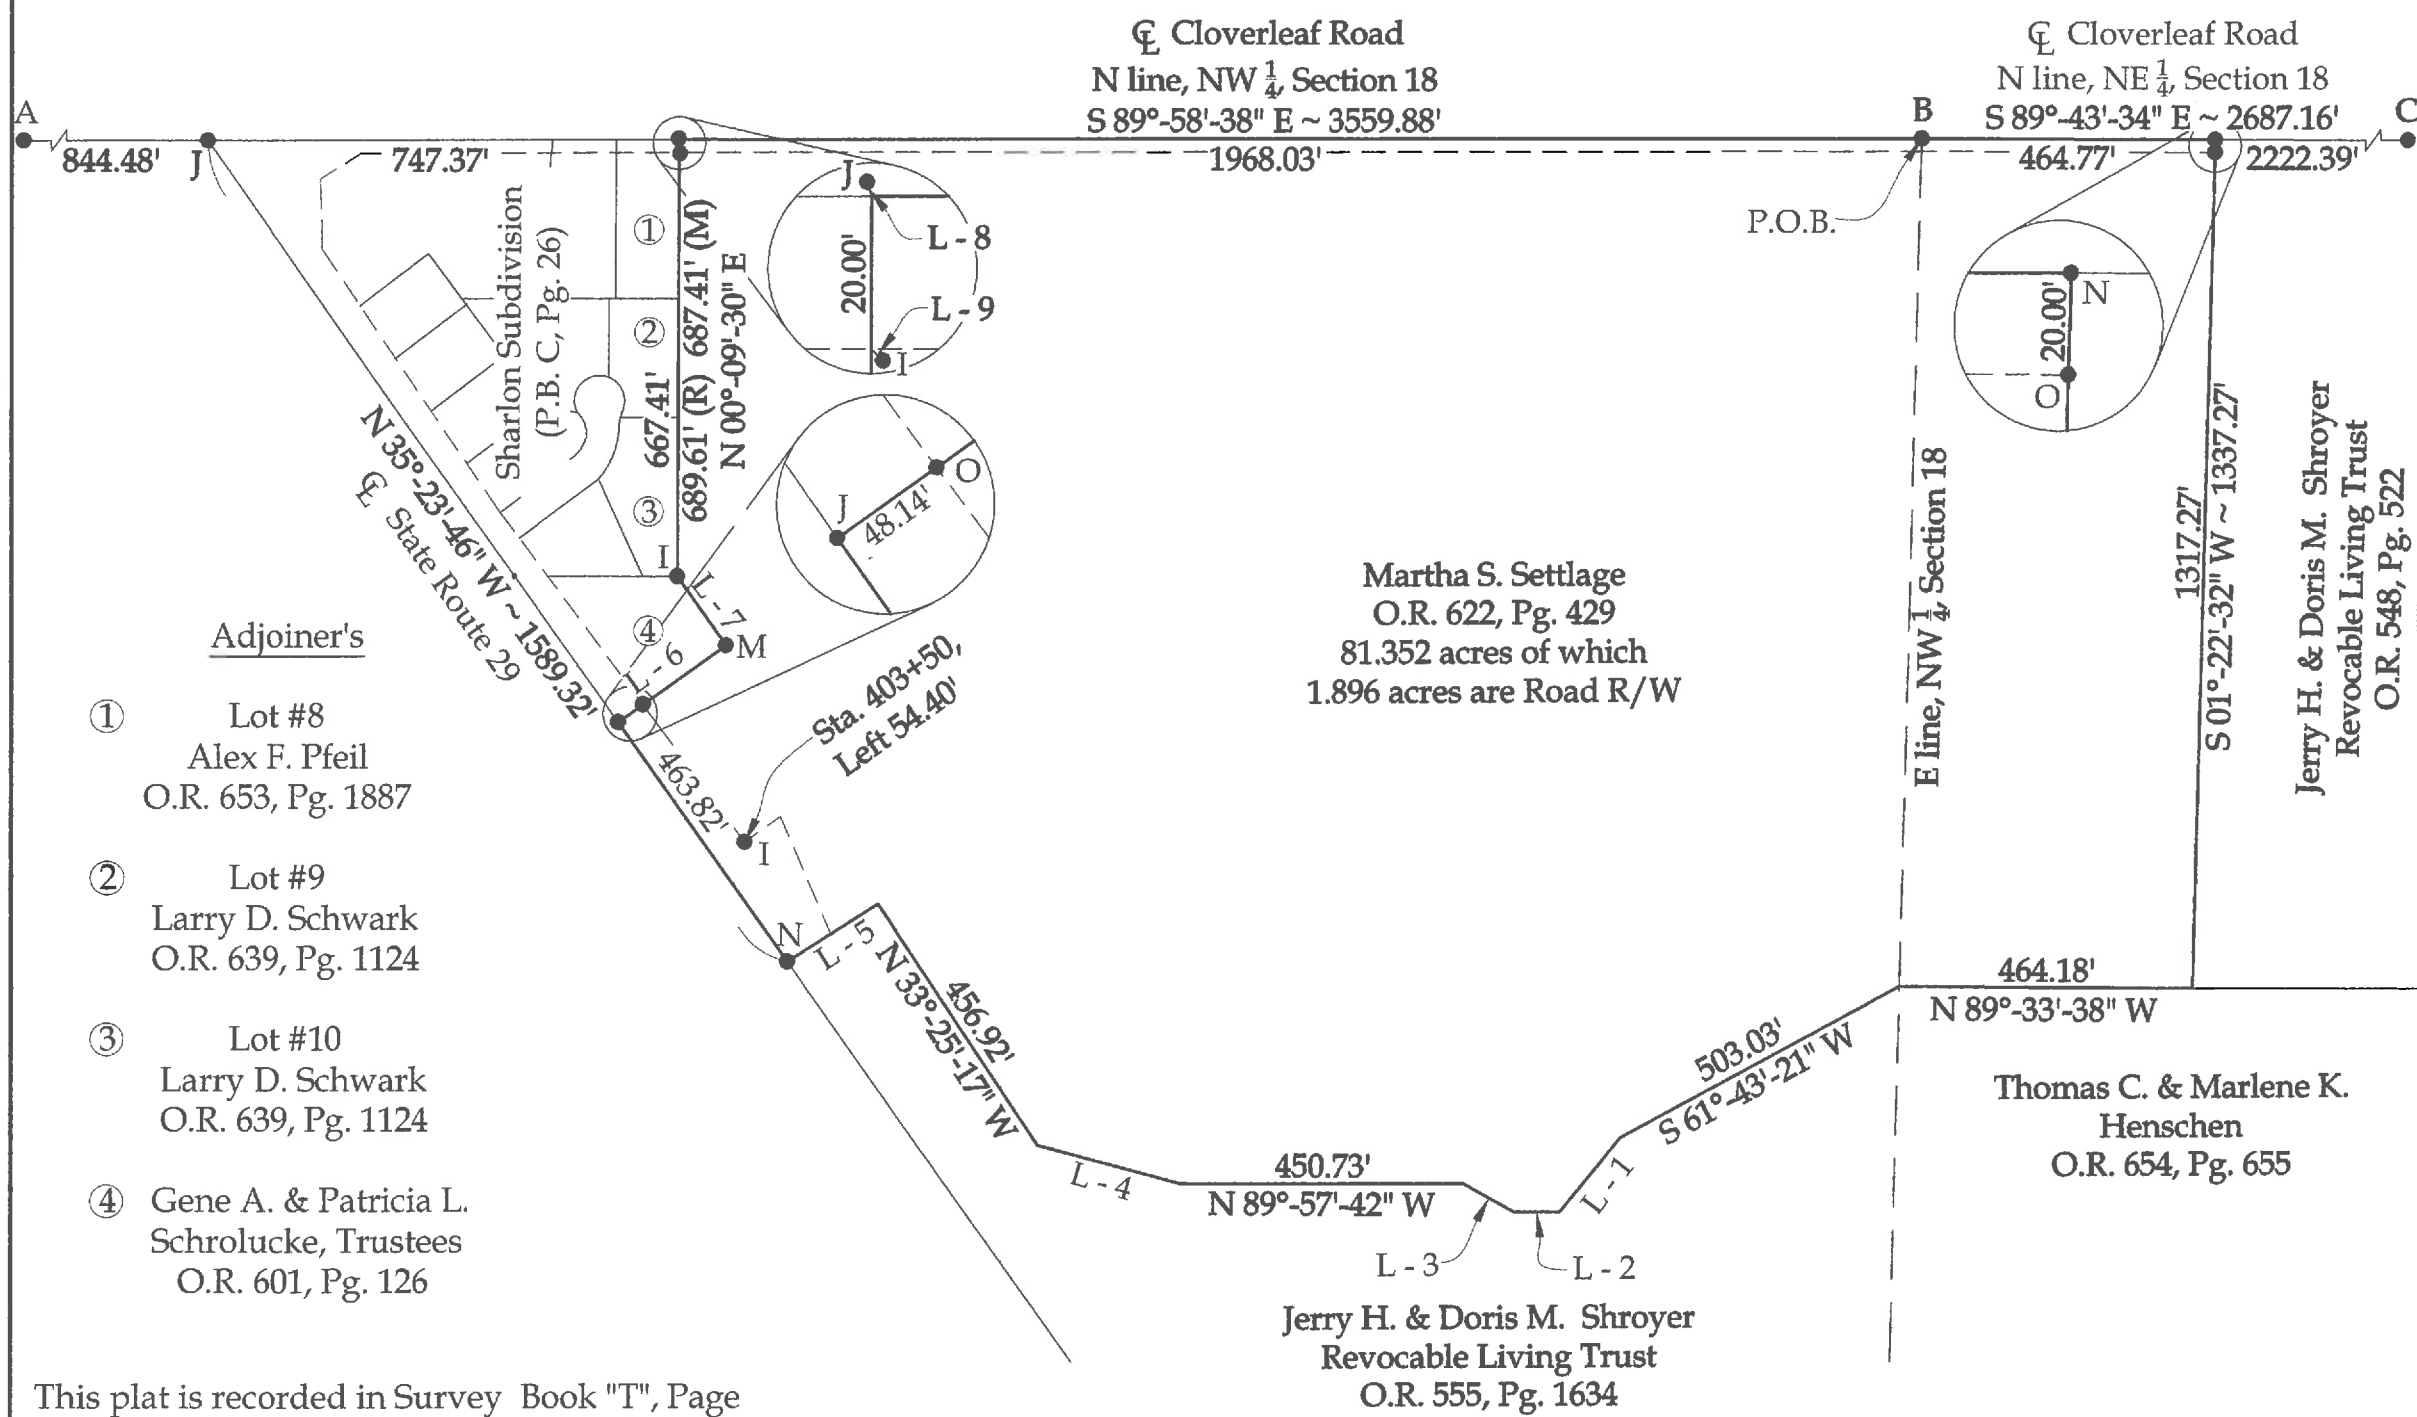 ℄ Cloverleaf Road
N line, NW 1/4, Section 18
S 89°-58'-38" E ~ 3559.88'
℄ Cloverleaf Road
N line, NE 1/4, Section 18
S 89°-43'-34" E ~ 2687.16'
A
B
C
844.48'
J
747.37'
1968.03'
464.77'
2222.39'
P.O.B.
Sharlon Subdivision
(P.B. C, Pg. 26)
①
②
③
④
667.41'
689.61' (R) 687.41' (M)
N 00°-09'-30" E
J
L - 8
20.00'
L - 9
I
N
20.00'
O
J
O
48.14'
I
L - 7
M
L - 6
N 35°-23'-46" W ~ 1589.32'
℄ State Route 29
463.82'
Sta. 403+50,
Left 54.40'
I
N
L - 5
456.92'
N 33°-25'-17" W
L - 4
450.73'
N 89°-57'-42" W
L - 3
L - 2
L - 1
503.03'
S 61°-43'-21" W
464.18'
N 89°-33'-38" W
E line, NW 1/4, Section 18
1317.27'
S 01°-22'-32" W ~ 1337.27'
Jerry H. & Doris M. Shroyer
Revocable Living Trust
O.R. 548, Pg. 522
Martha S. Settlage
O.R. 622, Pg. 429
81.352 acres of which
1.896 acres are Road R/W
Thomas C. & Marlene K.
Henschen
O.R. 654, Pg. 655
Jerry H. & Doris M. Shroyer
Revocable Living Trust
O.R. 555, Pg. 1634
Adjoiner's
① Lot #8
Alex F. Pfeil
O.R. 653, Pg. 1887
② Lot #9
Larry D. Schwark
O.R. 639, Pg. 1124
③ Lot #10
Larry D. Schwark
O.R. 639, Pg. 1124
④ Gene A. & Patricia L.
Schrolucke, Trustees
O.R. 601, Pg. 126
This plat is recorded in Survey Book "T", Page